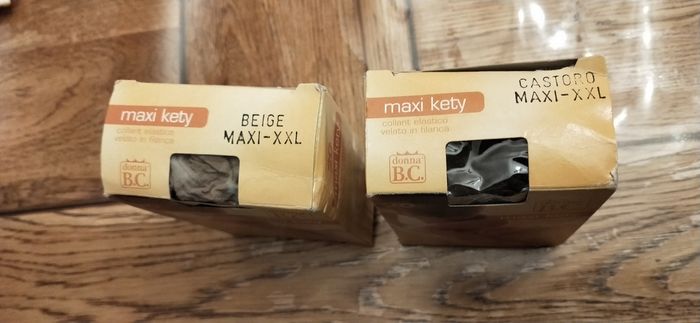 maxi kety
collant elastico
velato in filanca
BEIGE
MAXI-XXL
donna
B.C.
maxi kety
collant elastico
velato in filanca
CASTORO
MAXI-XXL
donna
B.C.